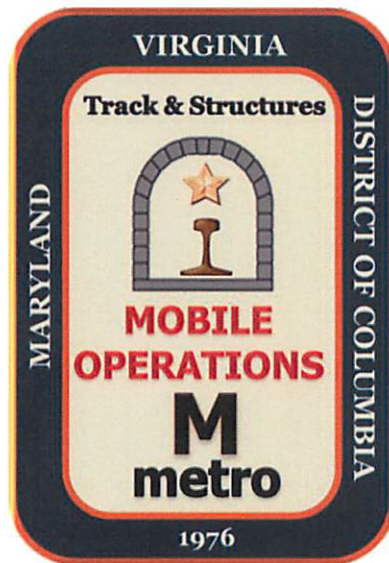 VIRGINIA
Track & Structures
MARYLAND
DISTRICT OF COLUMBIA
MOBILE
OPERATIONS
M
metro
1976